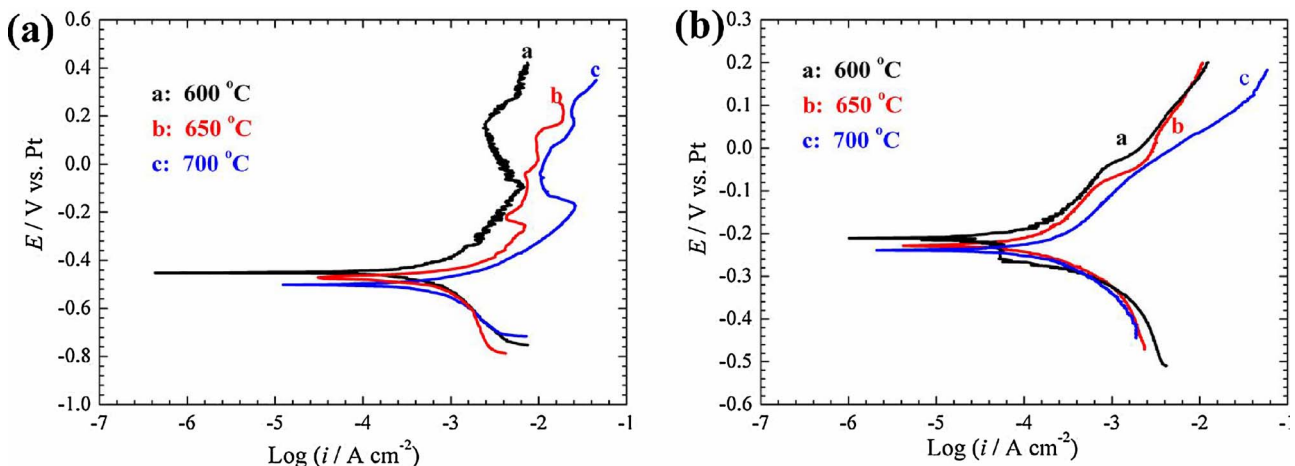 (a)
0.4
0.2
0.0
-0.2
-0.4
-0.6
-0.8
-1.0
E / V vs. Pt
a: 600 °C
b: 650 °C
c: 700 °C
a
b
c
-7 -6 -5 -4 -3 -2 -1
Log (i / A cm⁻²)
(b)
0.3
0.2
0.1
0.0
-0.1
-0.2
-0.3
-0.4
-0.5
-0.6
E / V vs. Pt
a: 600 °C
b: 650 °C
c: 700 °C
a
b
c
-7 -6 -5 -4 -3 -2 -1
Log (i / A cm⁻²)